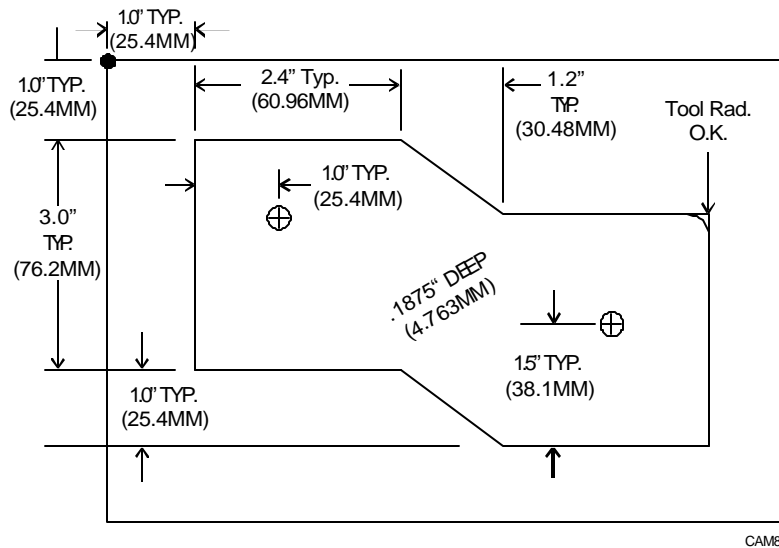 1.0" TYP.
(25.4MM)
1.0" TYP.
(25.4MM)
2.4" Typ.
(60.96MM)
1.2"
TYP.
(30.48MM)
Tool Rad.
O.K.
1.0" TYP.
(25.4MM)
3.0"
TYP.
(76.2MM)
.1875" DEEP
(4.763MM)
1.5" TYP.
(38.1MM)
1.0" TYP.
(25.4MM)